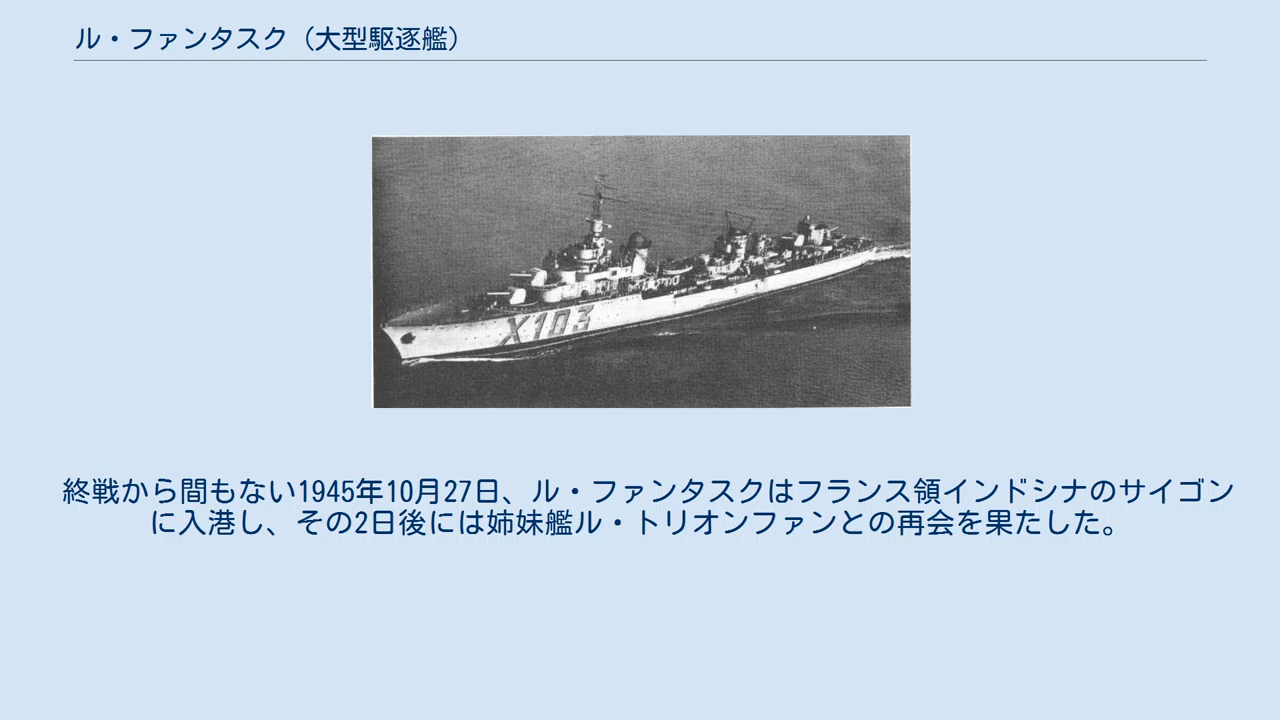 ル・ファンタスク（大型駆逐艦）
X103
終戦から間もない1945年10月27日、ル・ファンタスクはフランス領インドシナのサイゴン
に入港し、その2日後には姉妹艦ル・トリオンファンとの再会を果たした。